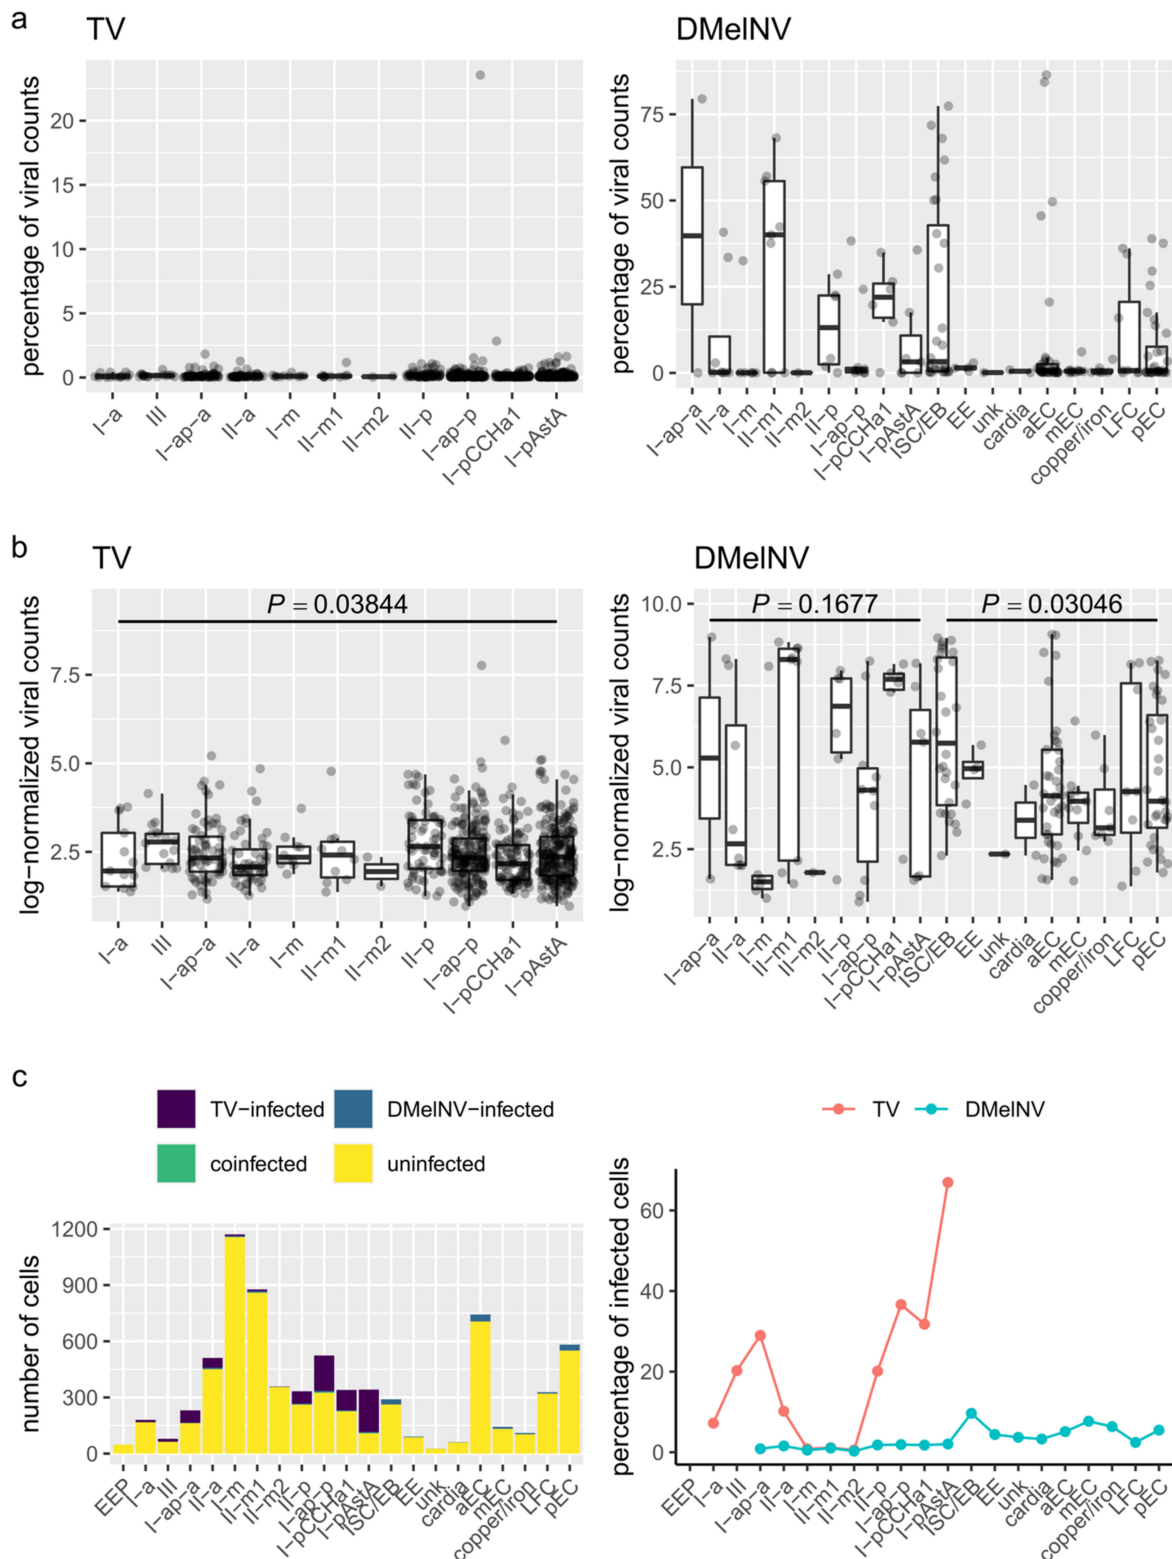 a
TV
DMelNV
percentage of viral counts
20
15
10
5
0
I-a
III
I-ap-a
II-a
I-m
II-m1
II-m2
II-p
I-ap-p
I-pCCHa1
I-pAstA
percentage of viral counts
75
50
25
0
I-ap-a
II-a
I-m
II-m1
II-m2
II-p
I-ap-p
I-pCCHa1
I-pAstA
ISC/EB
EE
unk
cardia
aEC
mEC
copper/iron
LFC
pEC
b
TV
DMelNV
log-normalized viral counts
P = 0.03844
7.5
5.0
2.5
I-a
III
I-ap-a
II-a
I-m
II-m1
II-m2
II-p
I-ap-p
I-pCCHa1
I-pAstA
log-normalized viral counts
P = 0.1677
P = 0.03046
10.0
7.5
5.0
2.5
I-ap-a
II-a
I-m
II-m1
II-m2
II-p
I-ap-p
I-pCCHa1
I-pAstA
ISC/EB
EE
unk
cardia
aEC
mEC
copper/iron
LFC
pEC
c
TV-infected
DMelNV-infected
coinfected
uninfected
number of cells
1200
900
600
300
0
EEP
I-a
III
I-ap-a
II-a
I-m
II-m1
II-m2
II-p
I-ap-p
I-pCCHa1
I-pAstA
ISC/EB
EE
unk
cardia
aEC
mEC
copper/iron
LFC
pEC
TV
DMelNV
percentage of infected cells
60
40
20
0
EEP
I-a
III
I-ap-a
II-a
I-m
II-m1
II-m2
II-p
I-ap-p
I-pCCHa1
I-pAstA
ISC/EB
EE
unk
cardia
aEC
mEC
copper/iron
LFC
pEC